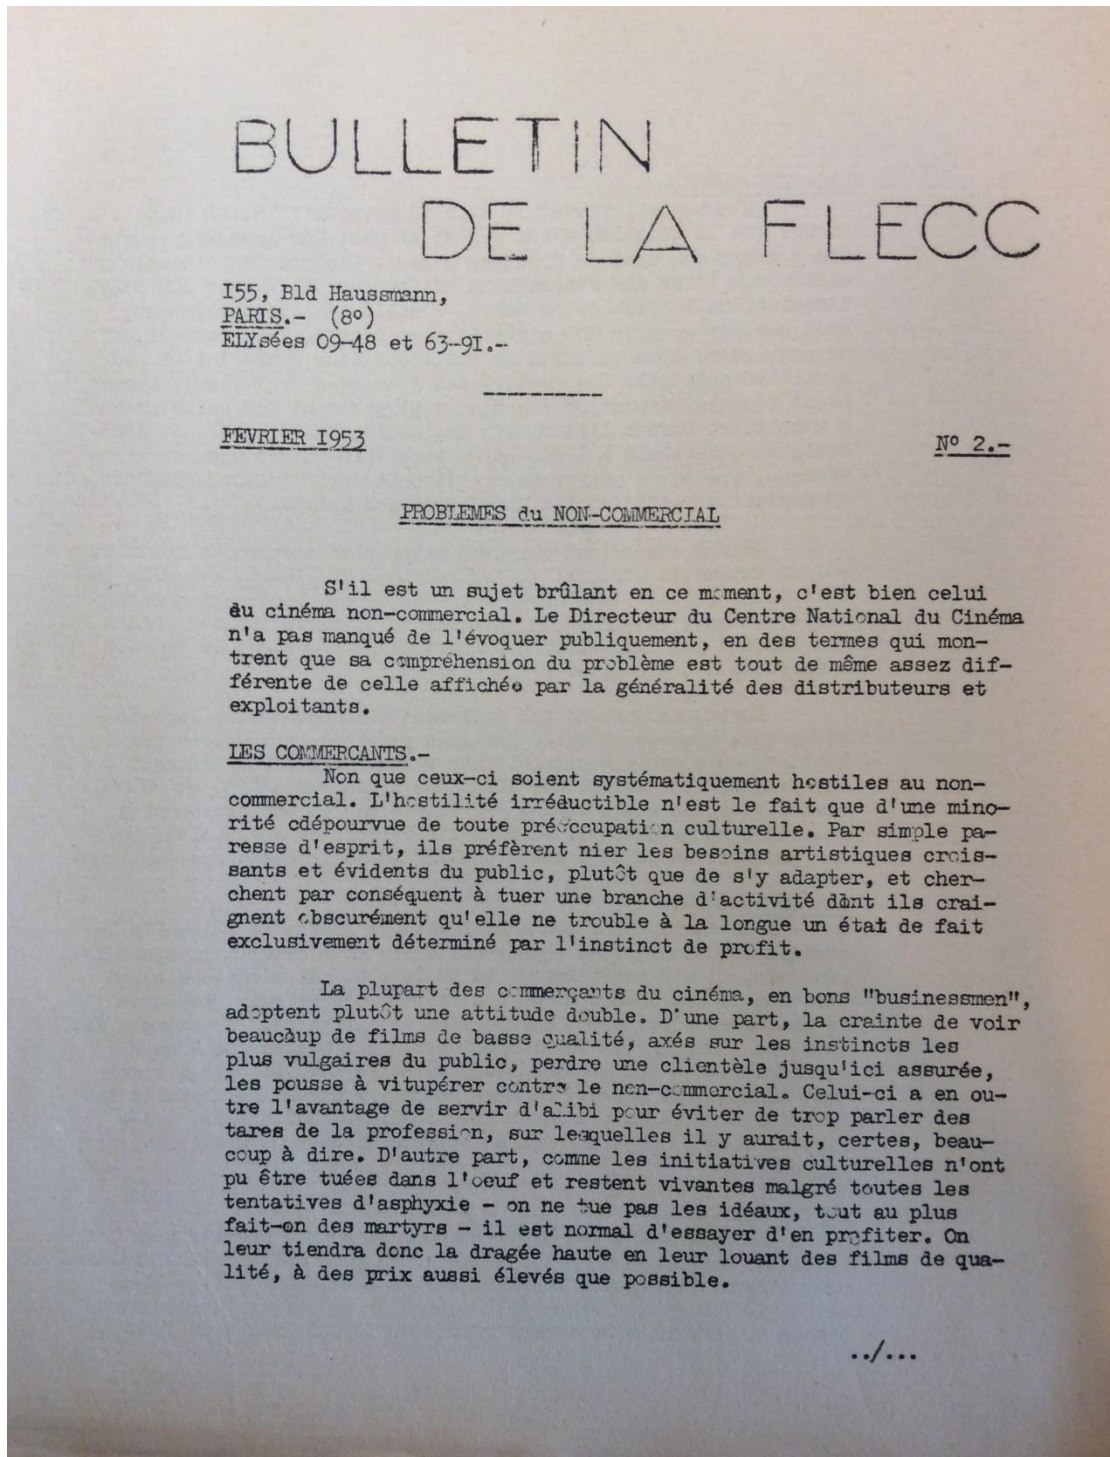 BULLETIN
DE LA FLECC
I55, Bld Haussmann,
PARIS.- (8º)
ELYsées 09-48 et 63-9I.-
----------
FEVRIER I953
Nº 2.-
PROBLEMES du NON-COMMERCIAL
S'il est un sujet brûlant en ce moment, c'est bien celui
du cinéma non-commercial. Le Directeur du Centre National du Cinéma
n'a pas manqué de l'évoquer publiquement, en des termes qui mon-
trent que sa compréhension du problème est tout de même assez dif-
férente de celle affichée par la généralité des distributeurs et
exploitants.
LES COMMERCANTS.-
Non que ceux-ci soient systématiquement hostiles au non-
commercial. L'hostilité irréductible n'est le fait que d'une mino-
rité cdépourvue de toute préoccupation culturelle. Par simple pa-
resse d'esprit, ils préfèrent nier les besoins artistiques crois-
sants et évidents du public, plutôt que de s'y adapter, et cher-
chent par conséquent à tuer une branche d'activité dont ils crai-
gnent obscurément qu'elle ne trouble à la longue un état de fait
exclusivement déterminé par l'instinct de profit.
La plupart des commerçants du cinéma, en bons "businessmen",
adoptent plutôt une attitude double. D'une part, la crainte de voir
beaucoup de films de basse qualité, axés sur les instincts les
plus vulgaires du public, perdre une clientèle jusqu'ici assurée,
les pousse à vitupérer contre le non-commercial. Celui-ci a en ou-
tre l'avantage de servir d'alibi pour éviter de trop parler des
tares de la profession, sur lesquelles il y aurait, certes, beau-
coup à dire. D'autre part, comme les initiatives culturelles n'ont
pu être tuées dans l'oeuf et restent vivantes malgré toutes les
tentatives d'asphyxie - on ne tue pas les idéaux, tout au plus
fait-on des martyrs - il est normal d'essayer d'en profiter. On
leur tiendra donc la dragée haute en leur louant des films de qua-
lité, à des prix aussi élevés que possible.
../...